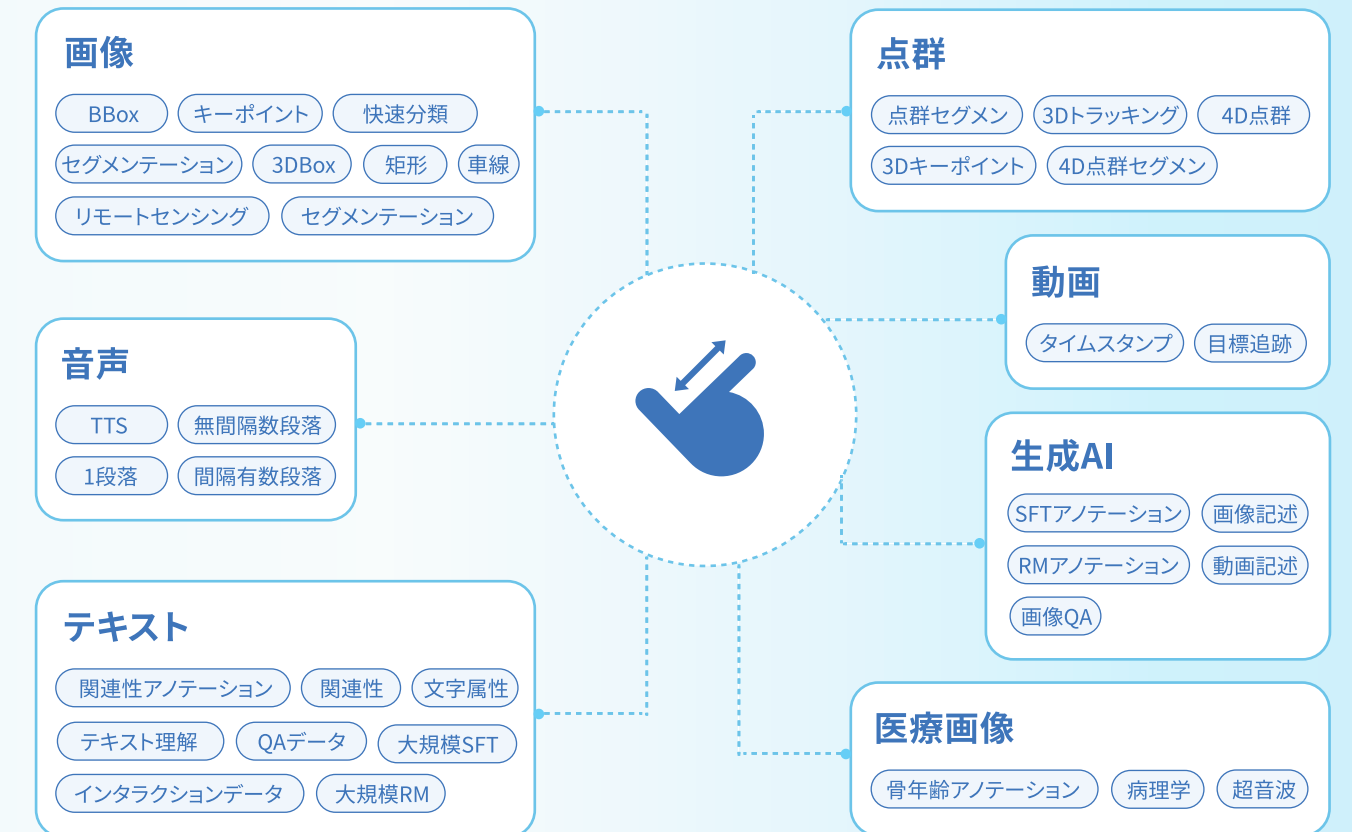 画像
BBox キーポイント 快速分類
セグメンテーション 3DBox 矩形 車線
リモートセンシング セグメンテーション
音声
TTS 無間隔数段落
1段落 間隔有数段落
テキスト
関連性アノテーション 関連性 文字属性
テキスト理解 QAデータ 大規模SFT
インタラクションデータ 大規模RM
点群
点群セグメン 3Dトラッキング 4D点群
3Dキーポイント 4D点群セグメン
動画
タイムスタンプ 目標追跡
生成AI
SFTアノテーション 画像記述
RMアノテーション 動画記述
画像QA
医療画像
骨年齢アノテーション 病理学 超音波